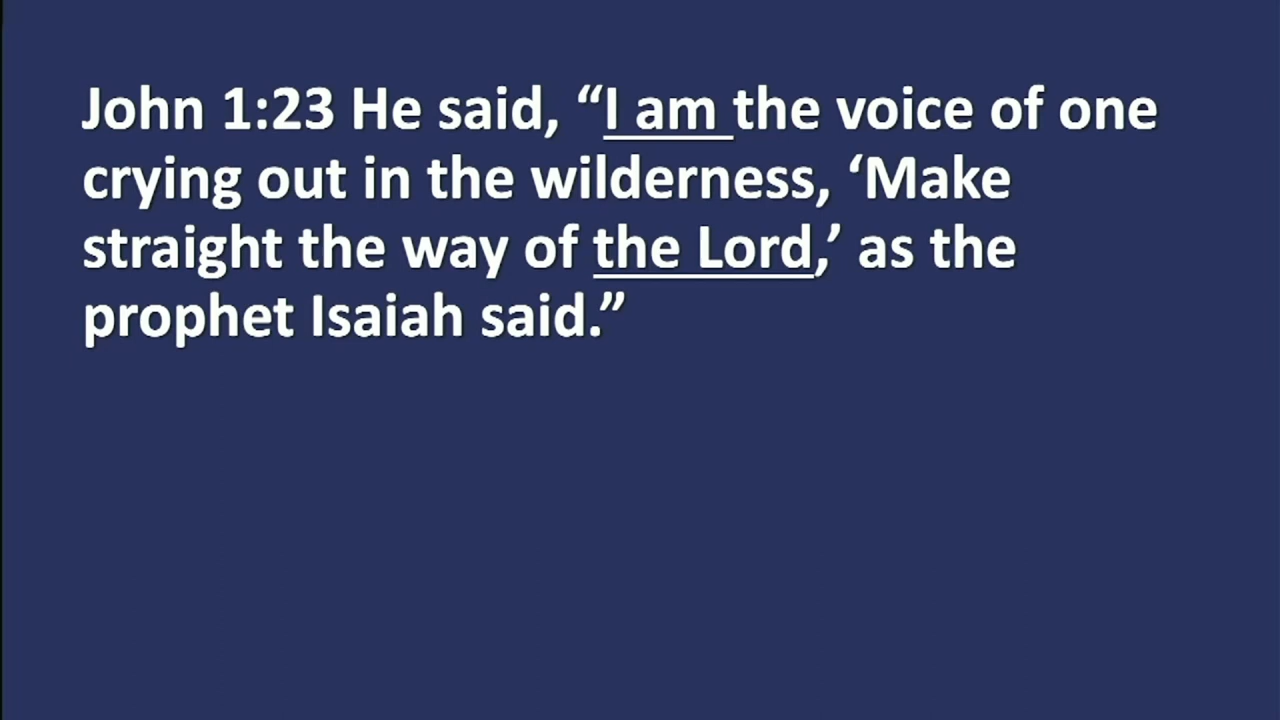 John 1:23 He said, “I am the voice of one
crying out in the wilderness, ‘Make
straight the way of the Lord,’ as the
prophet Isaiah said.”